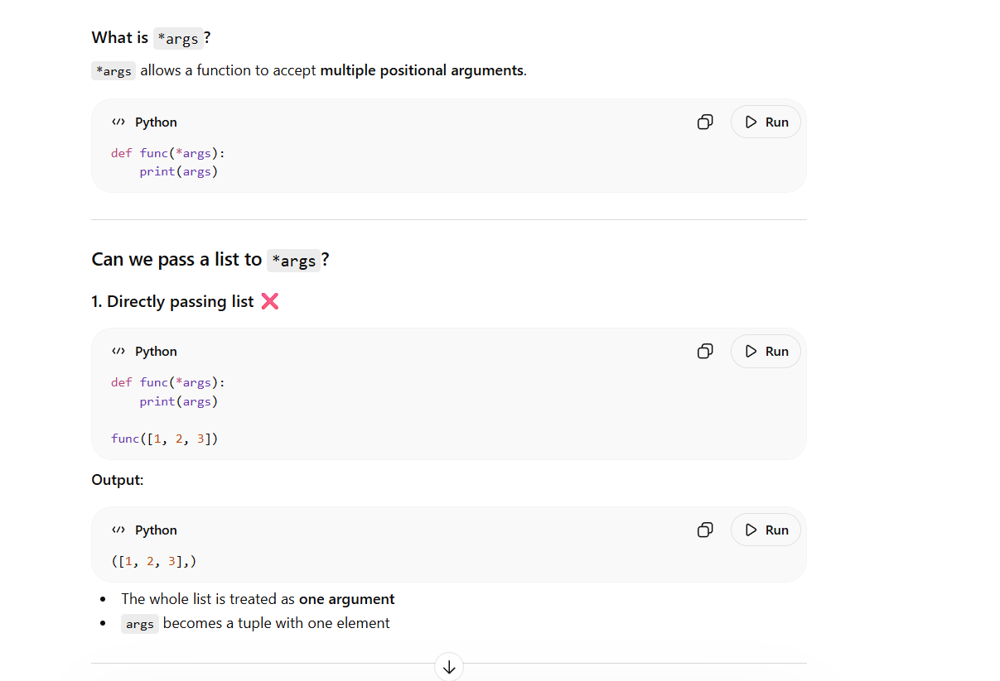 What is *args?
*args allows a function to accept multiple positional arguments.
Python
Run
def func(*args):
    print(args)
Can we pass a list to *args?
1. Directly passing list ❌
Python
Run
def func(*args):
    print(args)
func([1, 2, 3])
Output:
Python
Run
([1, 2, 3],)
• The whole list is treated as one argument
• args becomes a tuple with one element